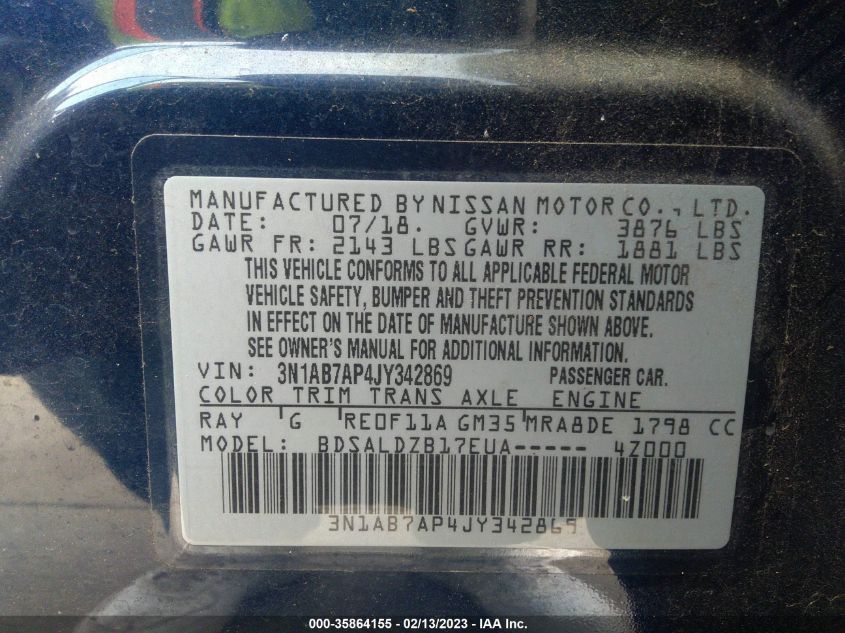 MANUFACTURED BY NISSAN MOTOR CO., LTD.
DATE: 07/18. GVWR: 3876 LBS
GAWR FR: 2143 LBS GAWR RR: 1881 LBS
THIS VEHICLE CONFORMS TO ALL APPLICABLE FEDERAL MOTOR
VEHICLE SAFETY, BUMPER AND THEFT PREVENTION STANDARDS
IN EFFECT ON THE DATE OF MANUFACTURE SHOWN ABOVE.
SEE OWNER'S MANUAL FOR ADDITIONAL INFORMATION.
VIN: 3N1AB7AP4JY342869 PASSENGER CAR.
COLOR TRIM TRANS AXLE ENGINE
RAY G RE0F11A GM35 MRA8DE 1798 CC
MODEL: BDSALDZB17EUA----- 4Z000
3N1AB7AP4JY342869
000-35864155 - 02/13/2023 - IAA Inc.